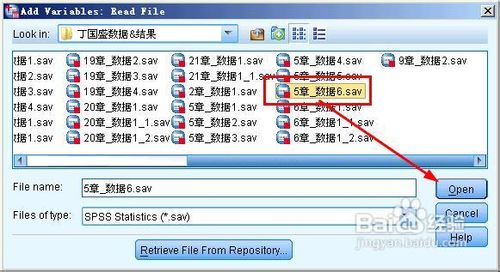 Add Variables: Read File
Look in: 丁国盛数据&结果
数据1.sav 19章_数据2.sav 21章_数据1.sav 5章_数据4.sav 9章_数据2.sav
数据2.sav 19章_数据3.sav 21章_数据1_1.sav 5章_数据5.sav
数据3.sav 19章_数据4.sav 2章_数据1.sav 5章_数据6.sav
数据4.sav 20章_数据1.sav 5章_数据1.sav 6章_数据1.sav
数据1.sav 20章_数据1_1.sav 5章_数据2.sav 6章_数据1_1.sav
数据1.sav 20章_数据1_2.sav 5章_数据3.sav 6章_数据1_2.sav
File name: 5章_数据6.sav Open
Files of type: SPSS Statistics (*.sav) Cancel
Retrieve File From Repository... Help
Baidu经验
jingyan.baidu.com